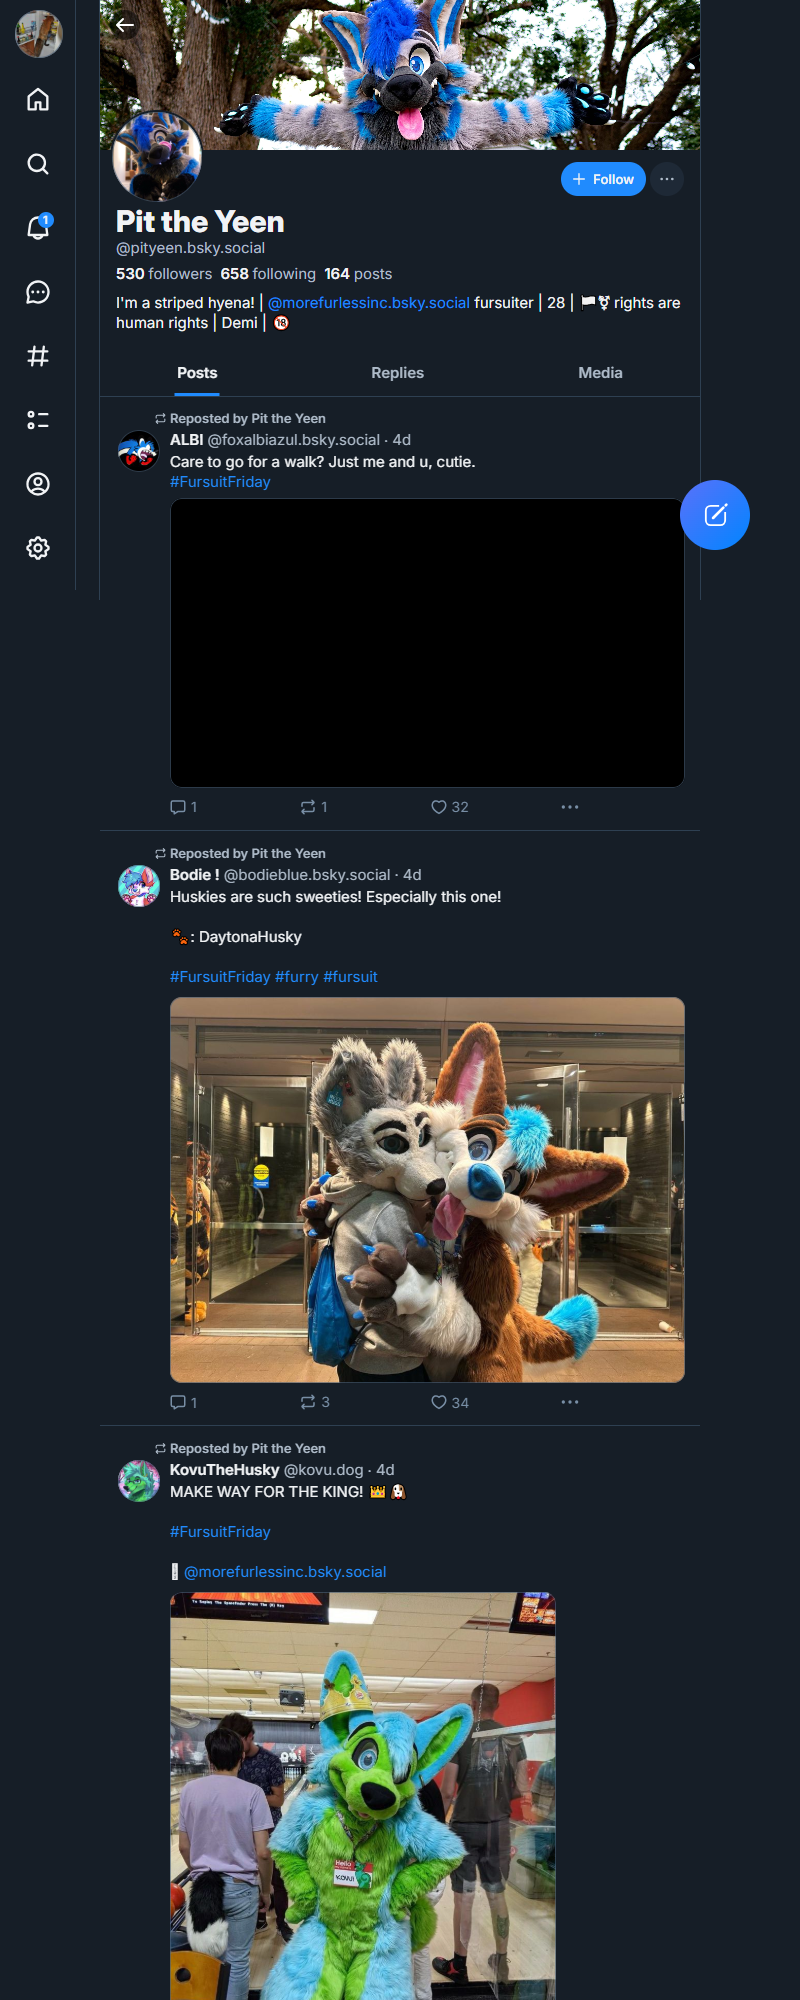 1
Follow
Pit the Yeen
@pityeen.bsky.social
530 followers 658 following 164 posts
I'm a striped hyena! | @morefurlessinc.bsky.social fursuiter | 28 | 🏳️⚧ rights are
human rights | Demi | 🔞
Posts Replies Media
Reposted by Pit the Yeen
ALBI @foxalbiazul.bsky.social · 4d
Care to go for a walk? Just me and u, cutie.
#FursuitFriday
1 1 32
Reposted by Pit the Yeen
Bodie ! @bodieblue.bsky.social · 4d
Huskies are such sweeties! Especially this one!
🐾: DaytonaHusky
#FursuitFriday #furry #fursuit
1 3 34
Reposted by Pit the Yeen
KovuTheHusky @kovu.dog · 4d
MAKE WAY FOR THE KING! 👑 🐶
#FursuitFriday
@morefurlessinc.bsky.social
Hello
KOVU